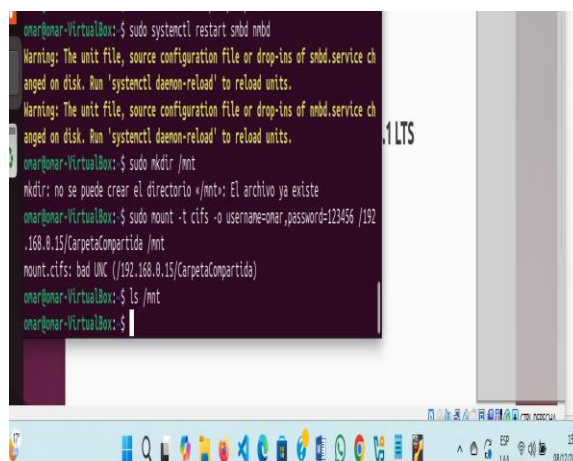 omar@omar-VirtualBox:~$ sudo systemctl restart smbd nmbd
Warning: The unit file, source configuration file or drop-ins of smbd.service ch
anged on disk. Run 'systemctl daemon-reload' to reload units.
Warning: The unit file, source configuration file or drop-ins of nmbd.service ch
anged on disk. Run 'systemctl daemon-reload' to reload units.
omar@omar-VirtualBox:~$ sudo mkdir /mnt
mkdir: no se puede crear el directorio «/mnt»: El archivo ya existe
omar@omar-VirtualBox:~$ sudo mount -t cifs -o username=omar,password=123456 /192
.168.0.15/CarpetaCompartida /mnt
mount.cifs: bad UNC (/192.168.0.15/CarpetaCompartida)
omar@omar-VirtualBox:~$ ls /mnt
omar@omar-VirtualBox:~$
.1 LTS
17°
ESP